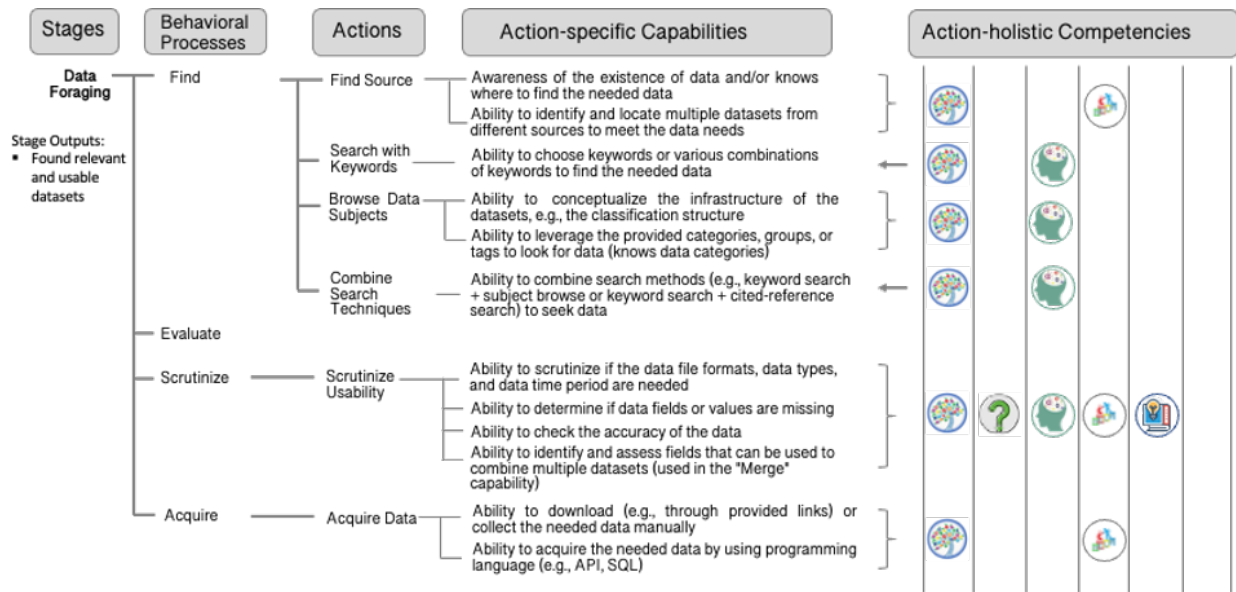 Stages
Behavioral
Processes
Actions
Action-specific Capabilities
Action-holistic Competencies
Data
Foraging
Stage Outputs:
▪ Found relevant
and usable
datasets
Find
Find Source
Awareness of the existence of data and/or knows
where to find the needed data
Ability to identify and locate multiple datasets from
different sources to meet the data needs
Search with
Keywords
Ability to choose keywords or various combinations
of keywords to find the needed data
Browse Data
Subjects
Ability to conceptualize the infrastructure of the
datasets, e.g., the classification structure
Ability to leverage the provided categories, groups, or
tags to look for data (knows data categories)
Combine
Search
Techniques
Ability to combine search methods (e.g., keyword search
+ subject browse or keyword search + cited-reference
search) to seek data
Evaluate
Scrutinize
Scrutinize
Usability
Ability to scrutinize if the data file formats, data types,
and data time period are needed
Ability to determine if data fields or values are missing
Ability to check the accuracy of the data
Ability to identify and assess fields that can be used to
combine multiple datasets (used in the "Merge"
capability)
Acquire
Acquire Data
Ability to download (e.g., through provided links) or
collect the needed data manually
Ability to acquire the needed data by using programming
language (e.g., API, SQL)